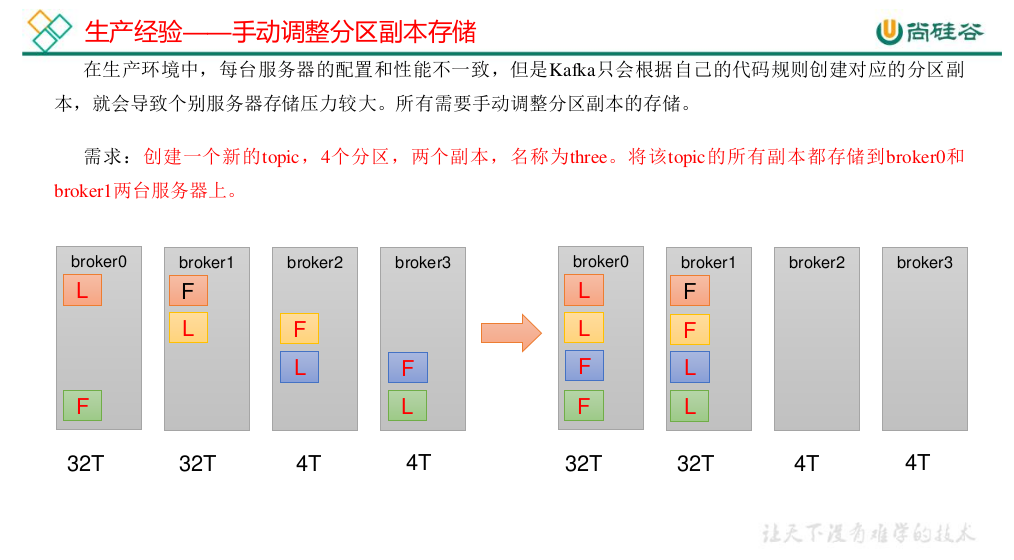 生产经验——手动调整分区副本存储
尚硅谷
在生产环境中，每台服务器的配置和性能不一致，但是Kafka只会根据自己的代码规则创建对应的分区副
本，就会导致个别服务器存储压力较大。所有需要手动调整分区副本的存储。
需求：创建一个新的topic，4个分区，两个副本，名称为three。将该topic的所有副本都存储到broker0和
broker1两台服务器上。
broker0 broker1 broker2 broker3 broker0 broker1 broker2 broker3
L F L F
L F L F
L F F L
F L F L
32T 32T 4T 4T 32T 32T 4T 4T
让天下没有难学的技术